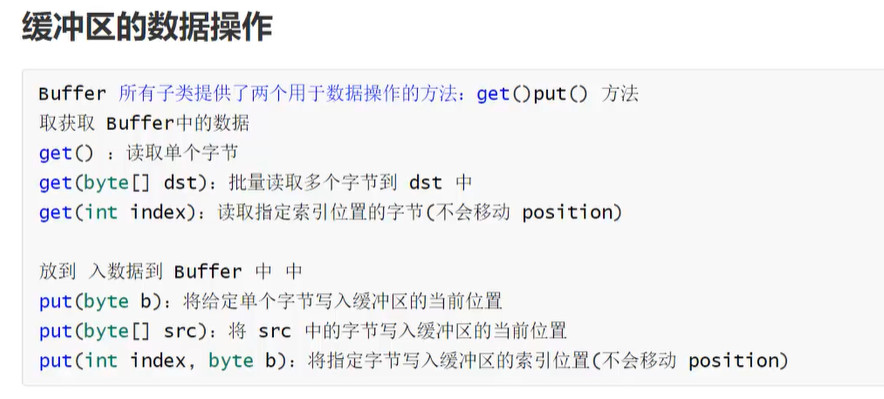 缓冲区的数据操作
Buffer 所有子类提供了两个用于数据操作的方法：get()put() 方法
取获取 Buffer中的数据
get() ：读取单个字节
get(byte[] dst)：批量读取多个字节到 dst 中
get(int index)：读取指定索引位置的字节(不会移动 position)
放到 入数据到 Buffer 中 中
put(byte b)：将给定单个字节写入缓冲区的当前位置
put(byte[] src)：将 src 中的字节写入缓冲区的当前位置
put(int index, byte b)：将指定字节写入缓冲区的索引位置(不会移动 position)